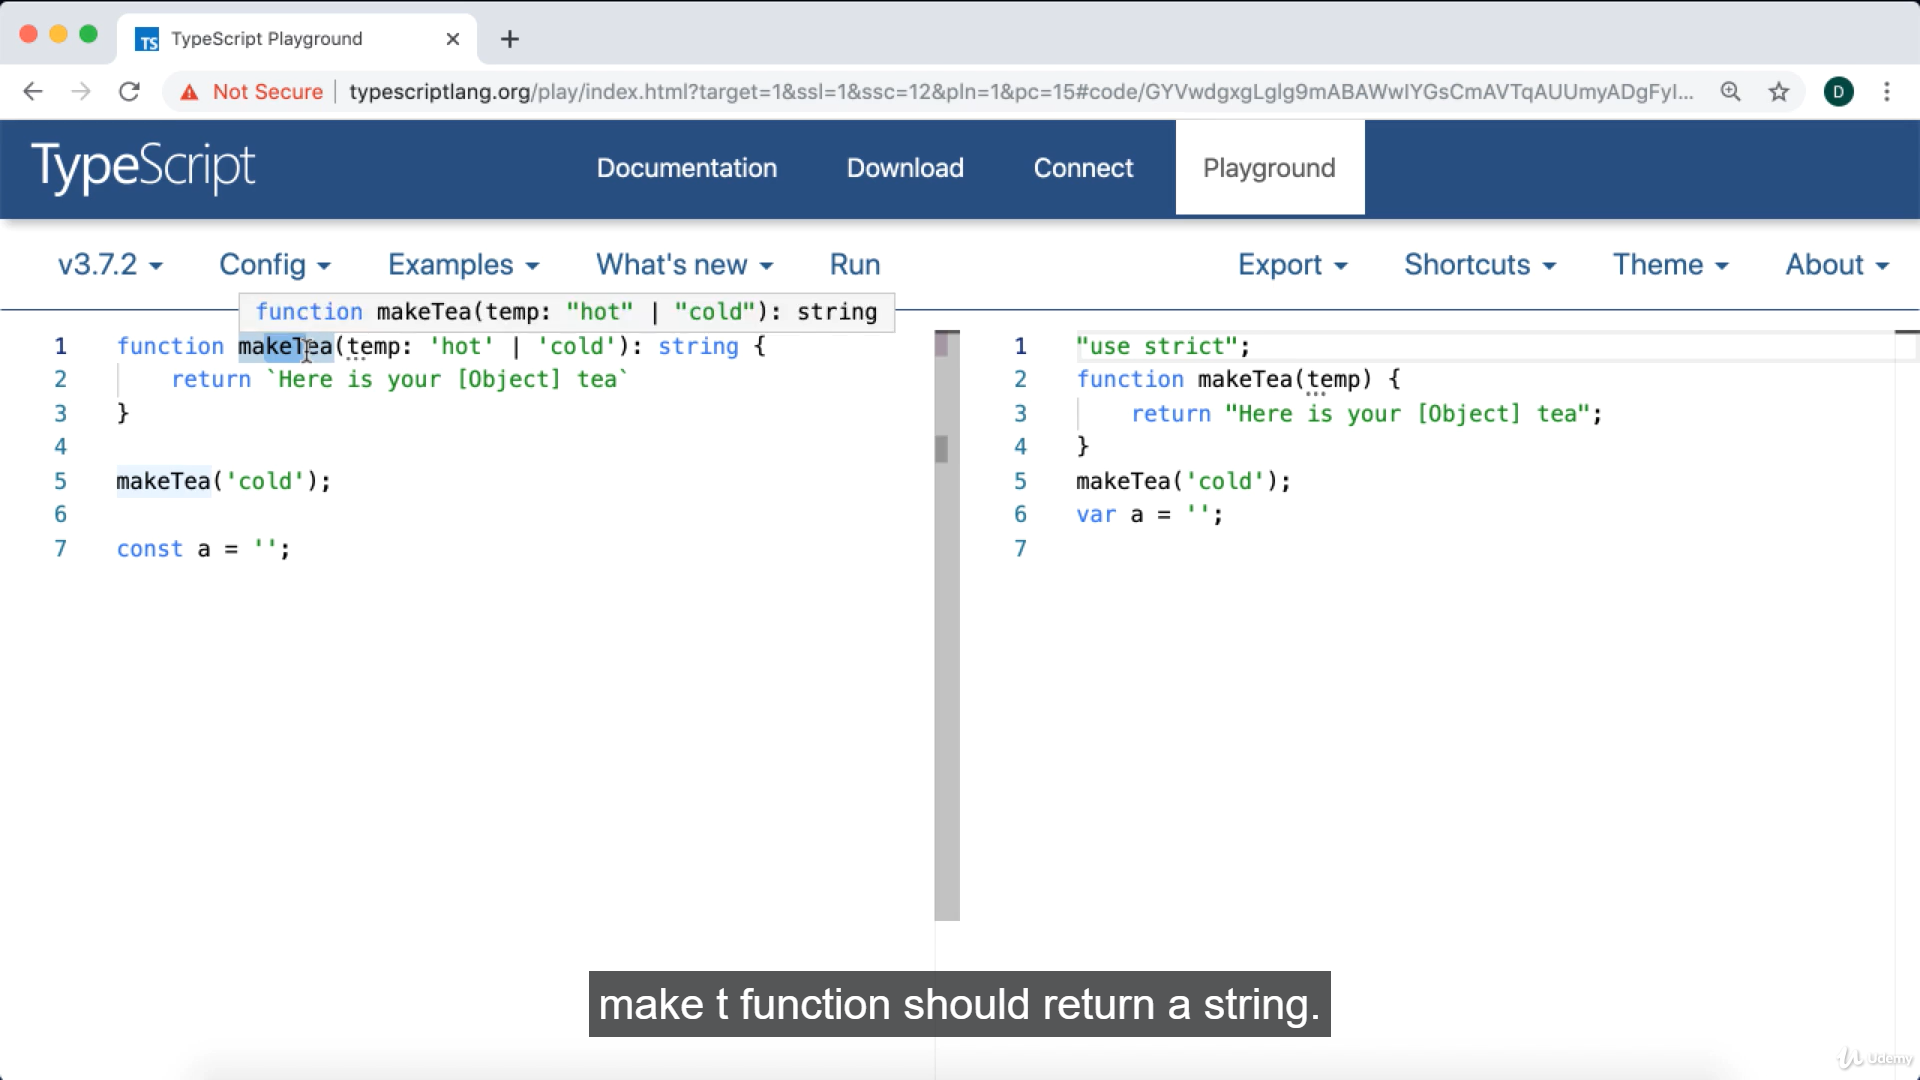 TS TypeScript Playground
Not Secure typescriptlang.org/play/index.html?target=1&ssl=1&ssc=12&pln=1&pc=15#code/GYVwdgxgLglg9mABAWwIYGsCmAVTqAUUmyADgFyI... D
TypeScript Documentation Download Connect Playground
v3.7.2 Config Examples What's new Run Export Shortcuts Theme About
function makeTea(temp: "hot" | "cold"): string
1 function makeTea(temp: 'hot' | 'cold'): string {
2 return `Here is your [Object] tea`
3 }
4
5 makeTea('cold');
6
7 const a = '';
1 "use strict";
2 function makeTea(temp) {
3 return "Here is your [Object] tea";
4 }
5 makeTea('cold');
6 var a = '';
7
make t function should return a string.
Udemy